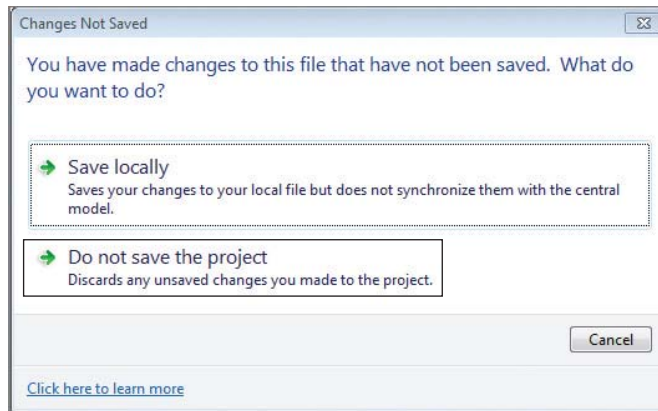 Changes Not Saved
You have made changes to this file that have not been saved. What do
you want to do?
Save locally
Saves your changes to your local file but does not synchronize them with the central
model.
Do not save the project
Discards any unsaved changes you made to the project.
Cancel
Click here to learn more